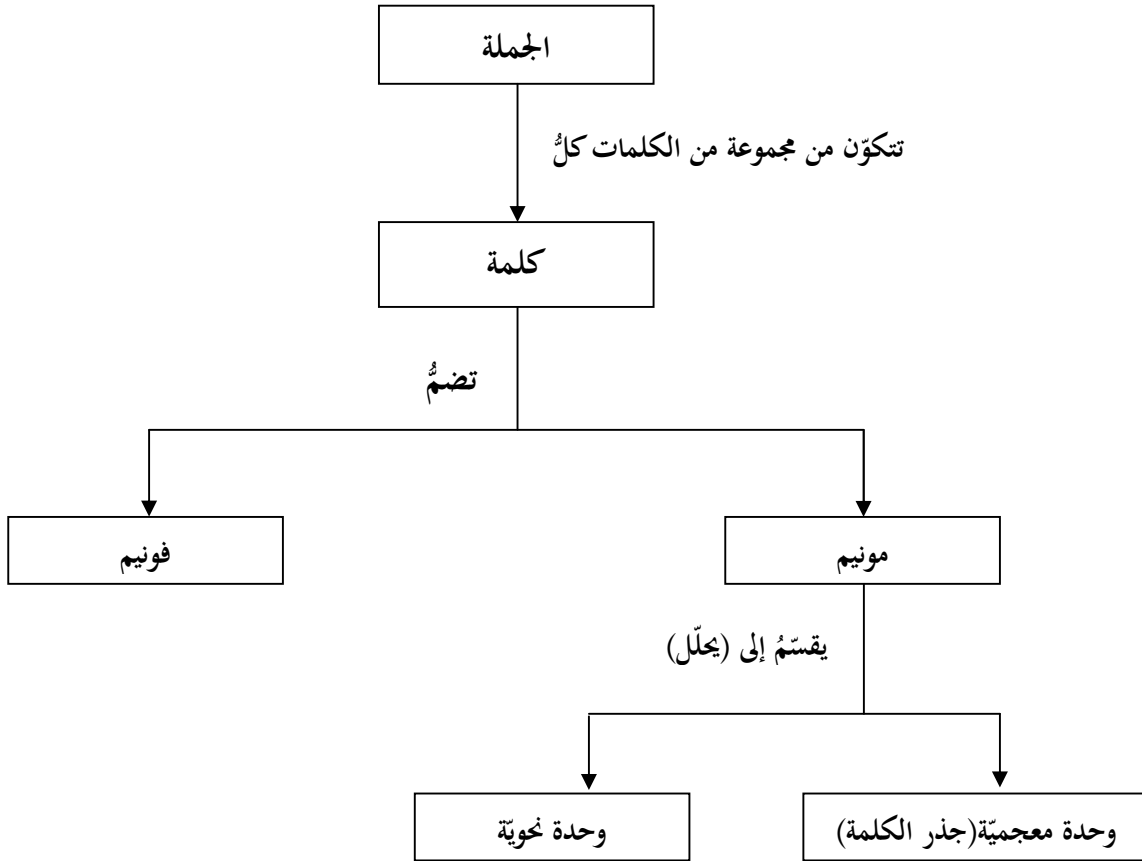 الجملة
تتكوّن من مجموعة من الكلمات كلُّ
كلمة
تضمُّ
مونيم
فونيم
يقسّمُ إلى (يحلّل)
وحدة معجميّة(جذر الكلمة)
وحدة نحويّة